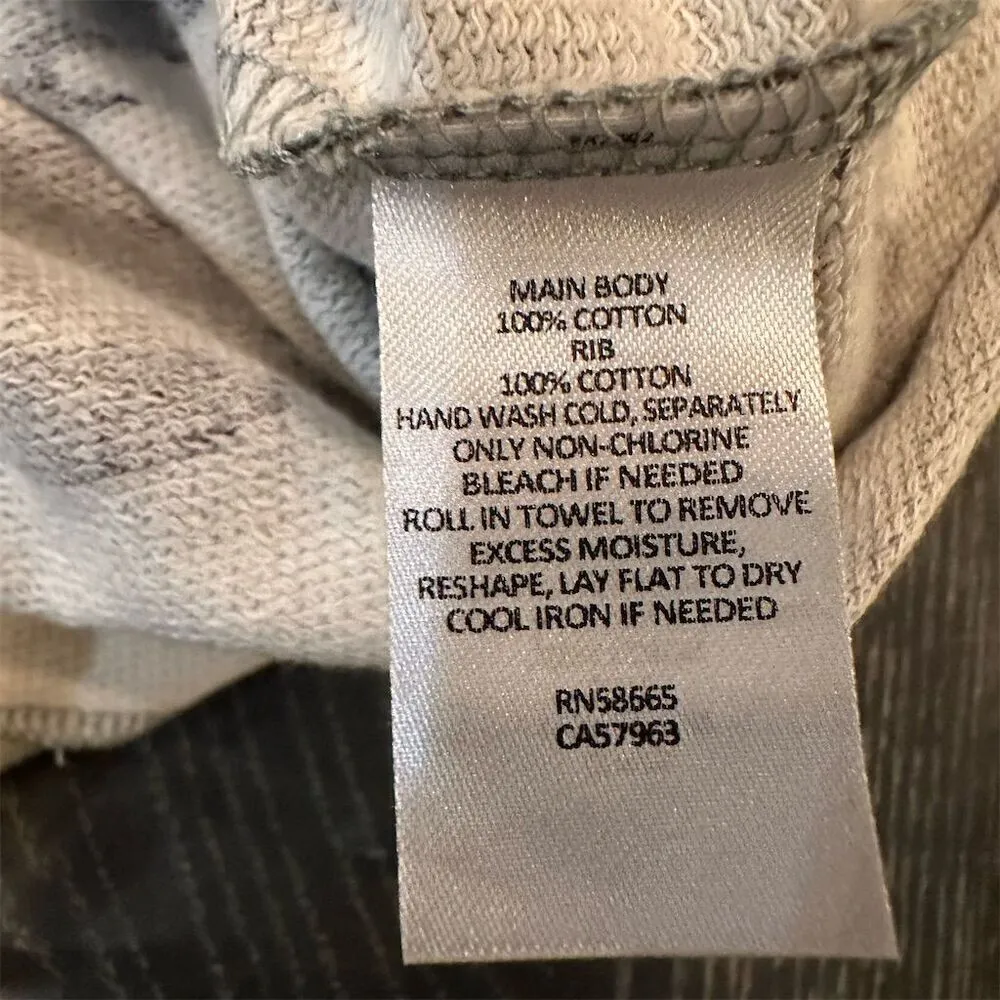 MAIN BODY
100% COTTON
RIB
100% COTTON
HAND WASH COLD, SEPARATELY
ONLY NON-CHLORINE
BLEACH IF NEEDED
ROLL IN TOWEL TO REMOVE
EXCESS MOISTURE,
RESHAPE, LAY FLAT TO DRY
COOL IRON IF NEEDED
RN58665
CA57963